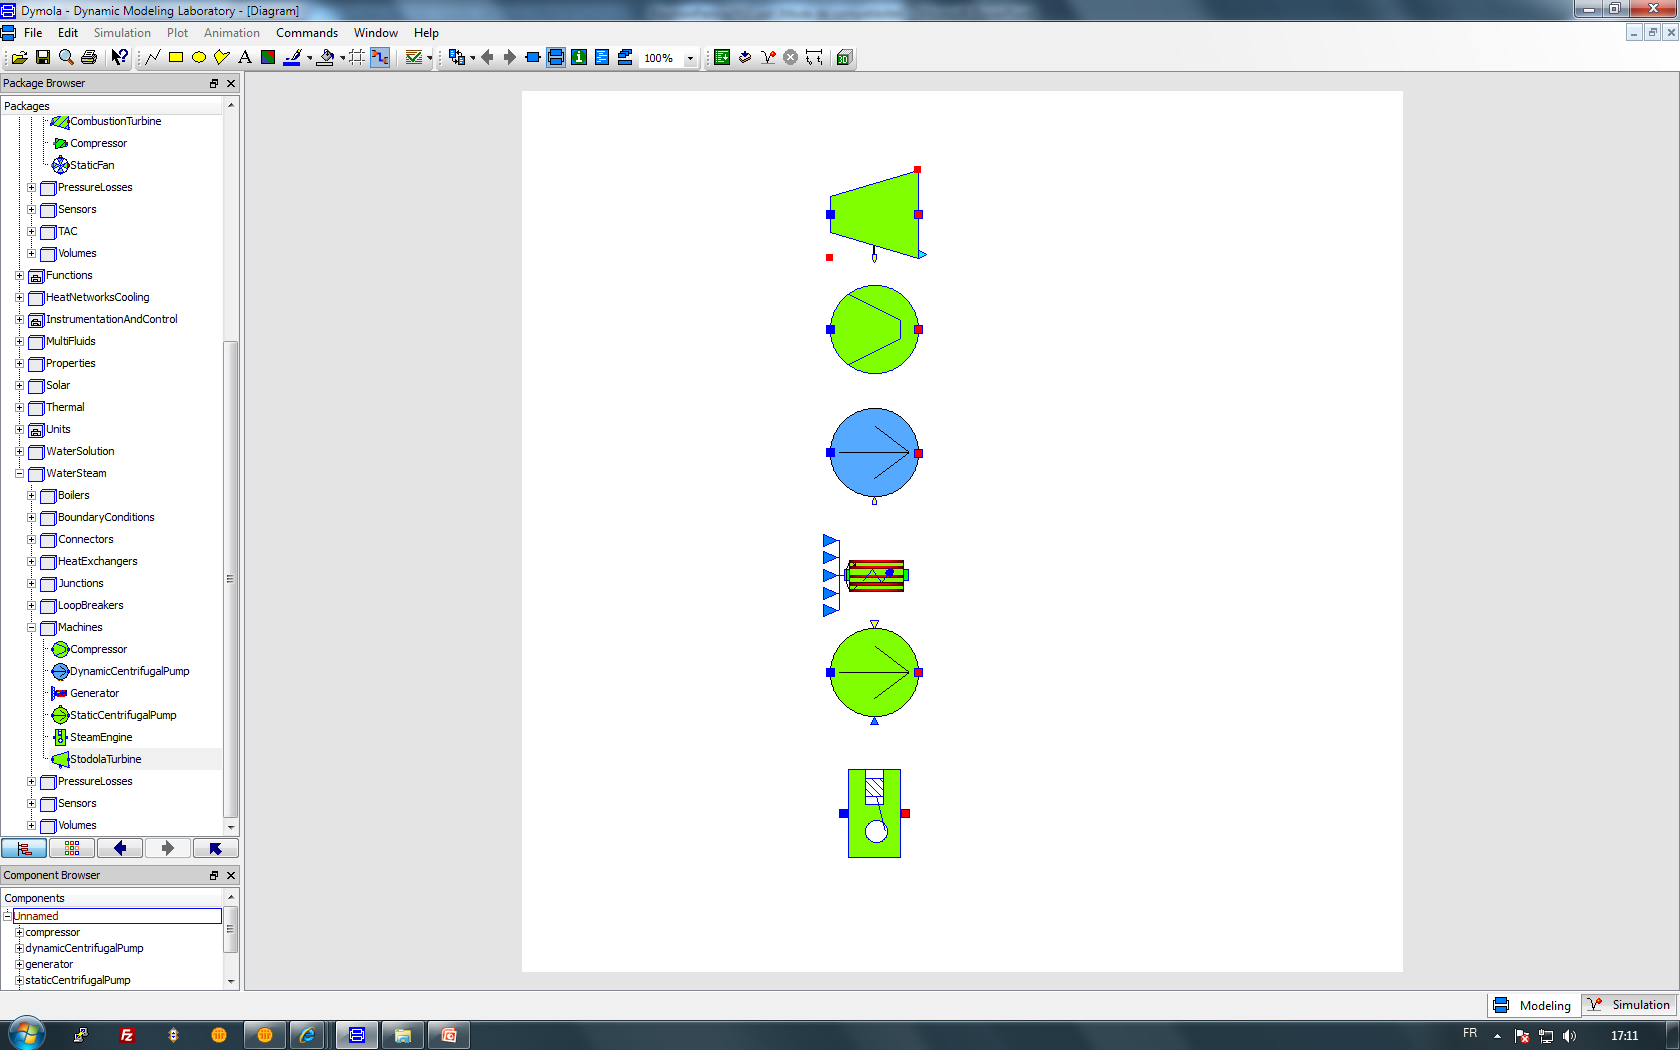 Dymola - Dynamic Modeling Laboratory - [Diagram]
File Edit Simulation Plot Animation Commands Window Help
100%
Package Browser
Packages
CombustionTurbine
Compressor
StaticFan
PressureLosses
Sensors
TAC
Volumes
Functions
HeatNetworksCooling
InstrumentationAndControl
MultiFluids
Properties
Solar
Thermal
Units
WaterSolution
WaterSteam
Boilers
BoundaryConditions
Connectors
HeatExchangers
Junctions
LoopBreakers
Machines
Compressor
DynamicCentrifugalPump
Generator
StaticCentrifugalPump
SteamEngine
StodolaTurbine
PressureLosses
Sensors
Volumes
Component Browser
Components
Unnamed
compressor
dynamicCentrifugalPump
generator
staticCentrifugalPump
Modeling Simulation
FR 17:11